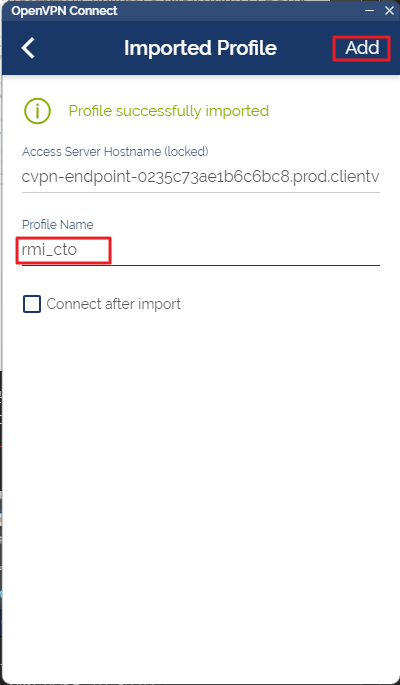 OpenVPN Connect
Imported Profile
Add
Profile successfully imported
Access Server Hostname (locked)
cvpn-endpoint-0235c73ae1b6c6bc8.prod.clientv
Profile Name
rmi_cto
Connect after import